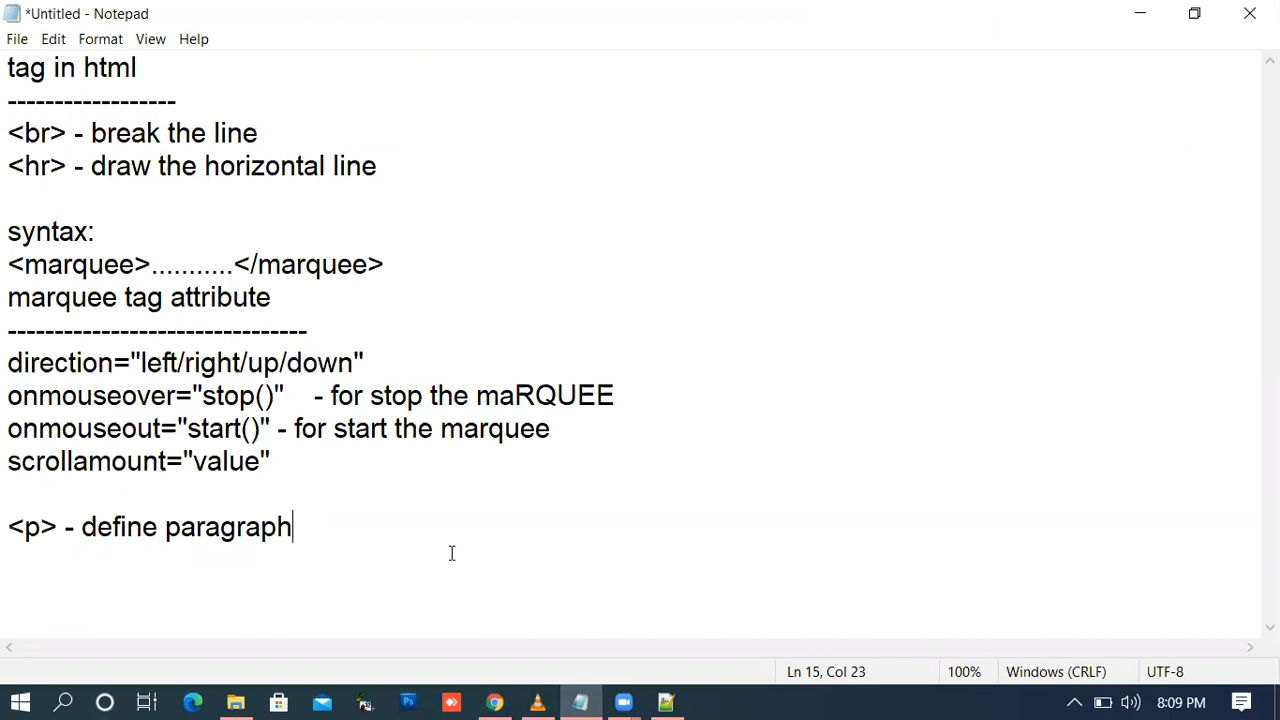 *Untitled - Notepad
File Edit Format View Help
tag in html
------------------
<br> - break the line
<hr> - draw the horizontal line
syntax:
<marquee>...........</marquee>
marquee tag attribute
--------------------------------
direction="left/right/up/down"
onmouseover="stop()"    - for stop the maRQUEE
onmouseout="start()" - for start the marquee
scrollamount="value"
<p> - define paragraph
Ln 15, Col 23 100% Windows (CRLF) UTF-8
Ps 8:09 PM